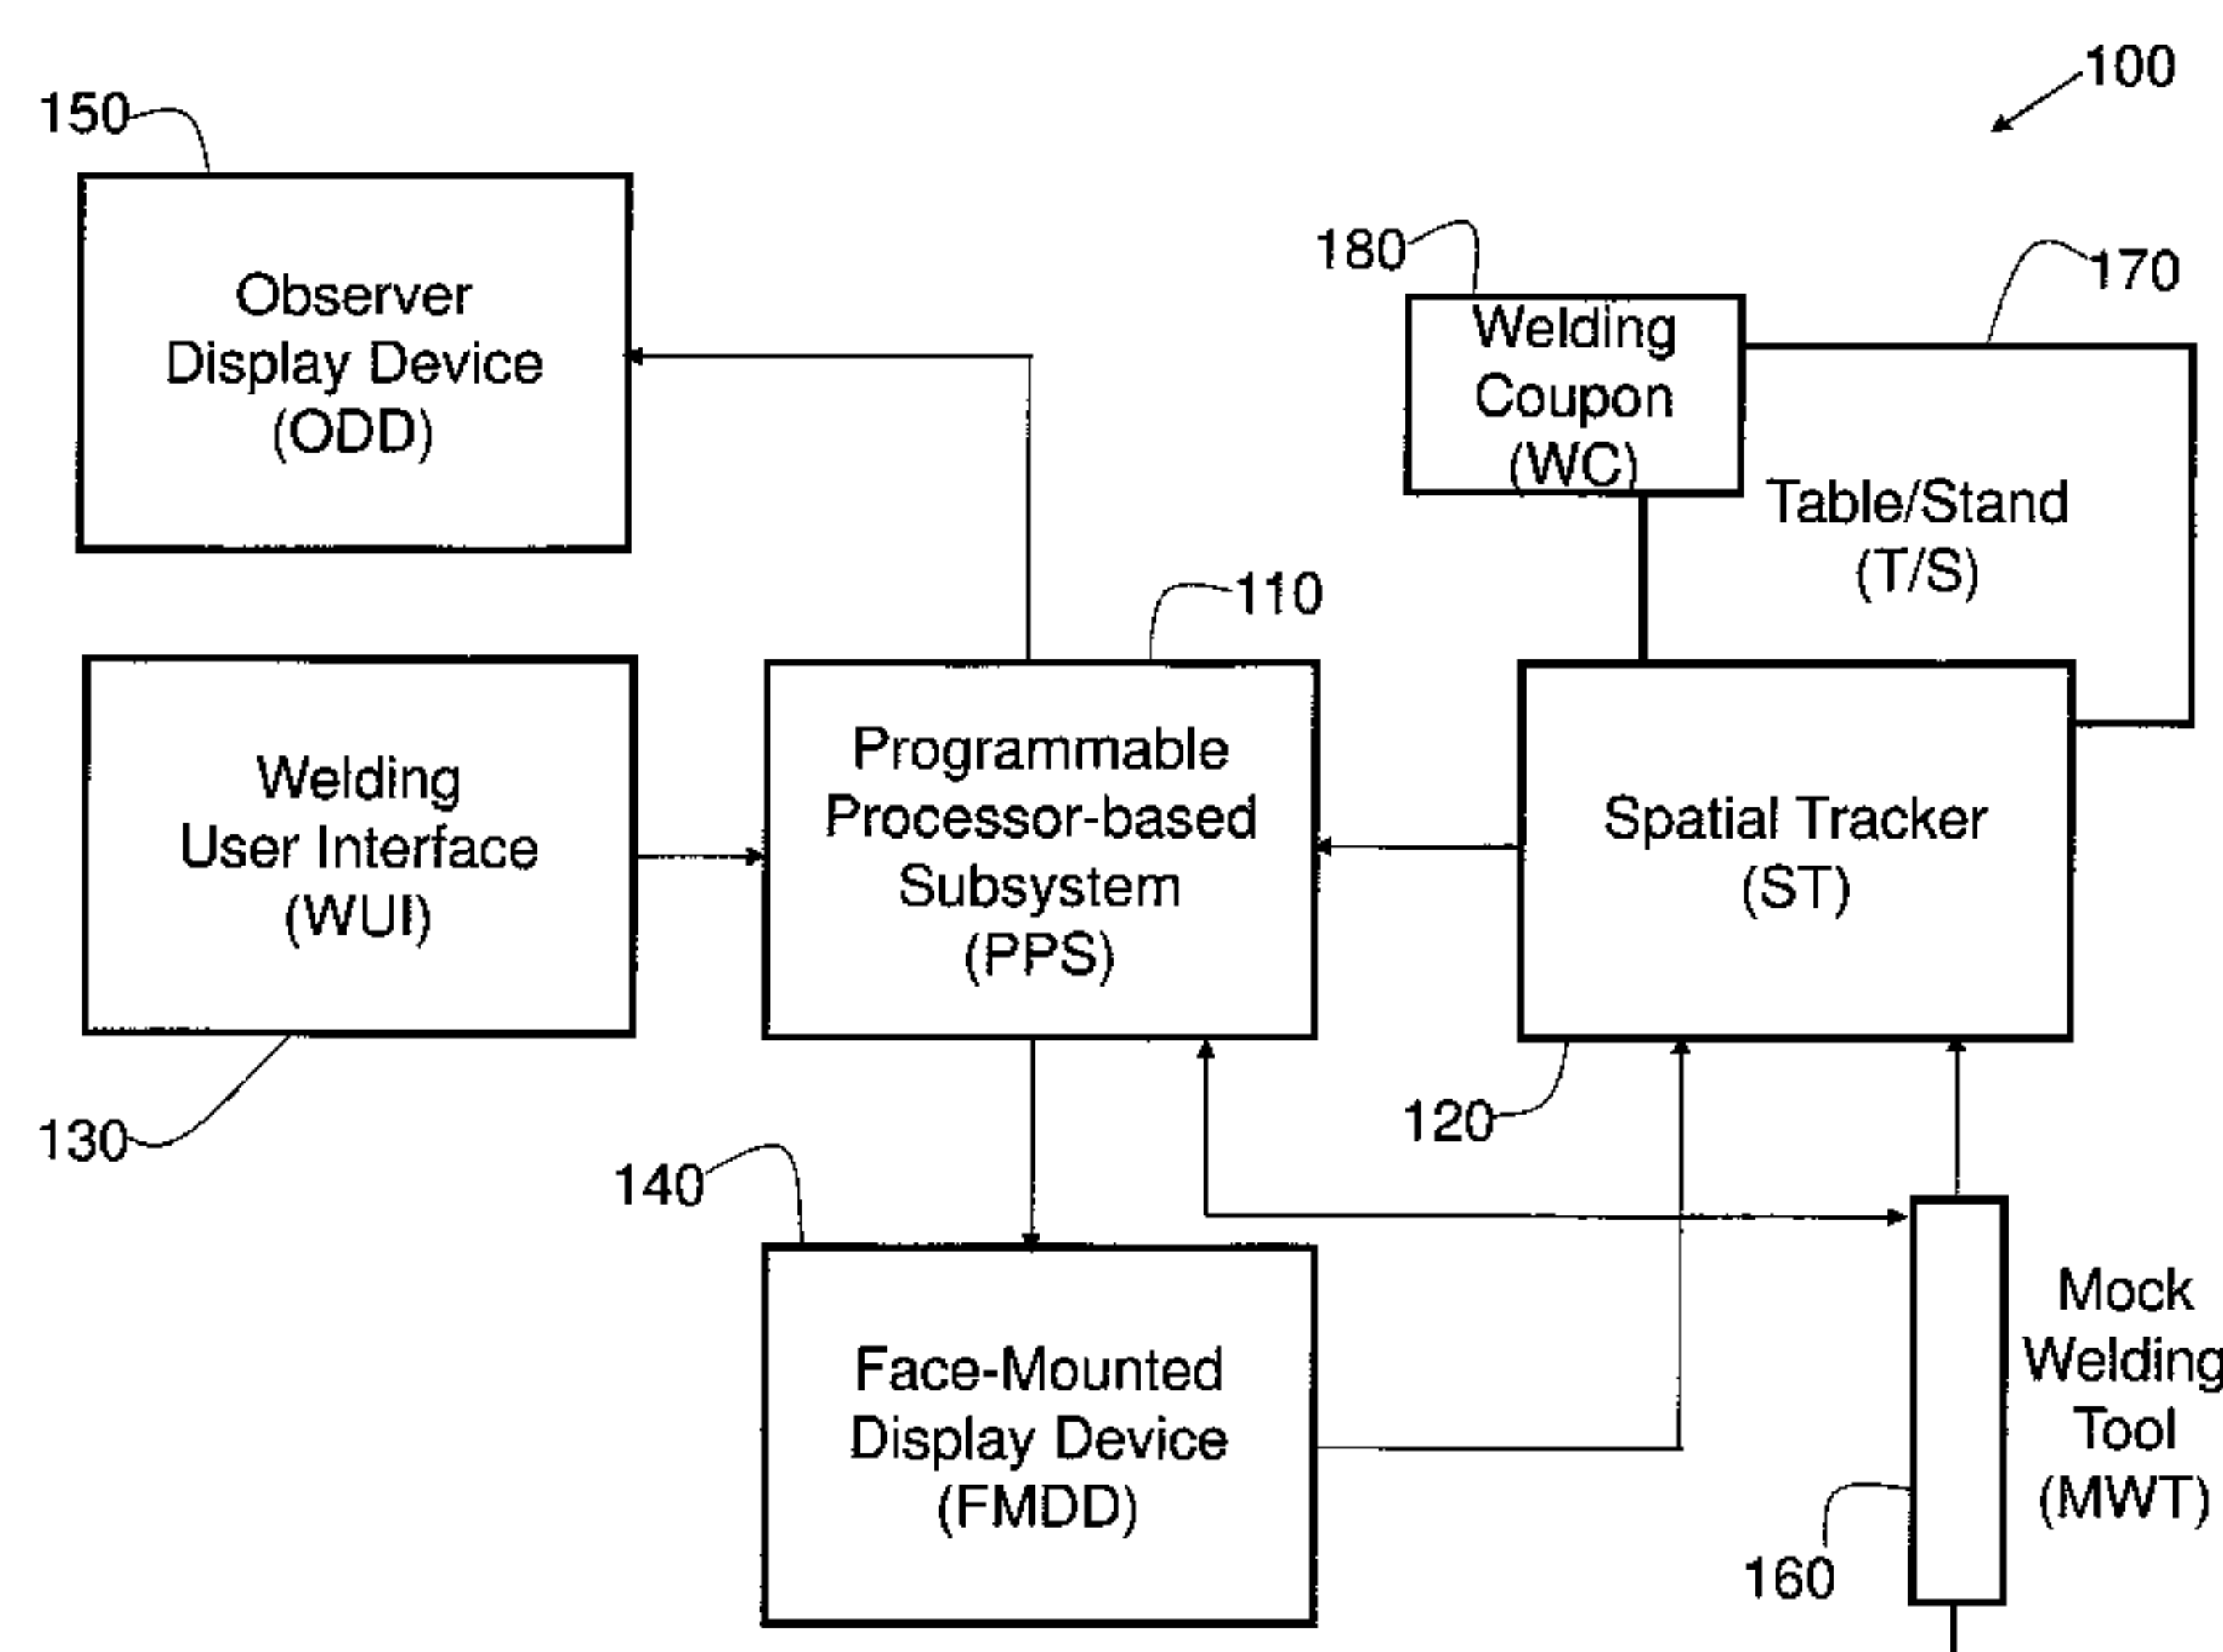 100
150
Observer
Display Device
(ODD)
180
Welding
Coupon
(WC)
170
Table/Stand
(T/S)
110
Welding
User Interface
(WUI)
130
Programmable
Processor-based
Subsystem
(PPS)
Spatial Tracker
(ST)
120
140
Face-Mounted
Display Device
(FMDD)
Mock
Welding
Tool
(MWT)
160